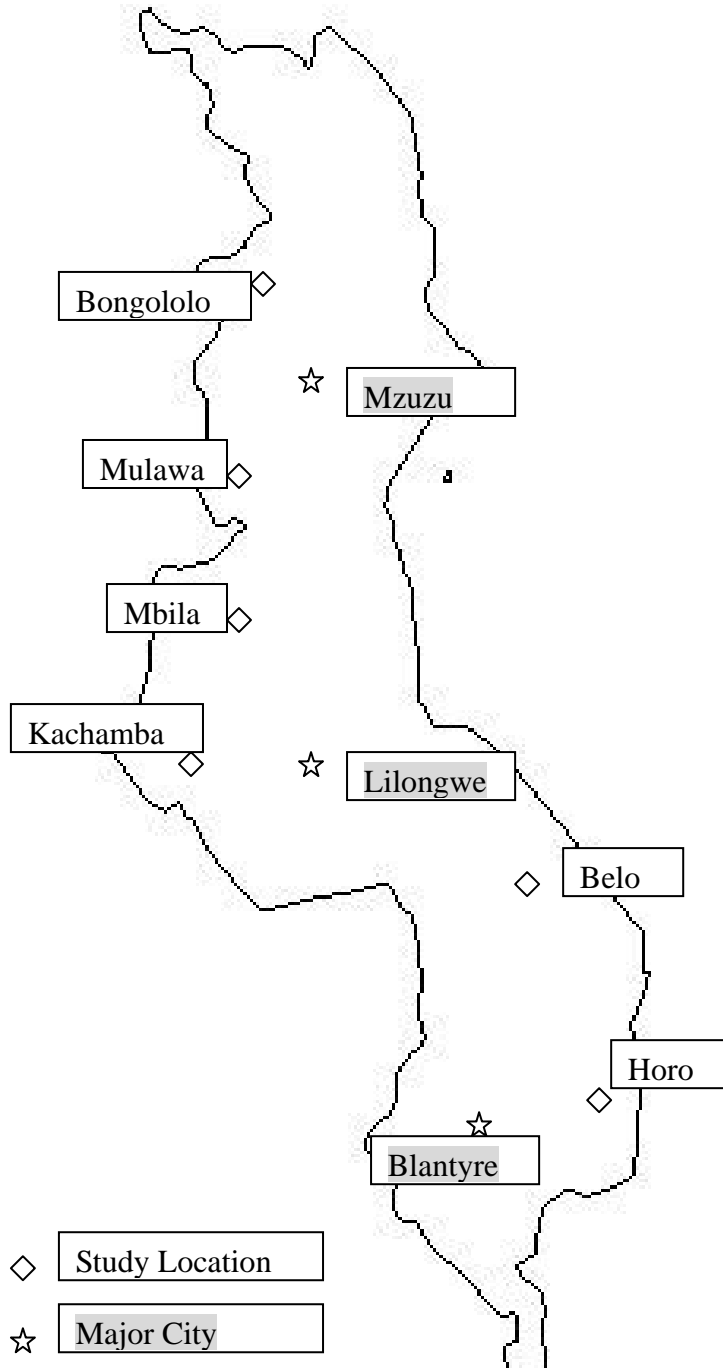 Bongololo
Mzuzu
Mulawa
Mbila
Kachamba
Lilongwe
Belo
Horo
Blantyre
Study Location
Major City